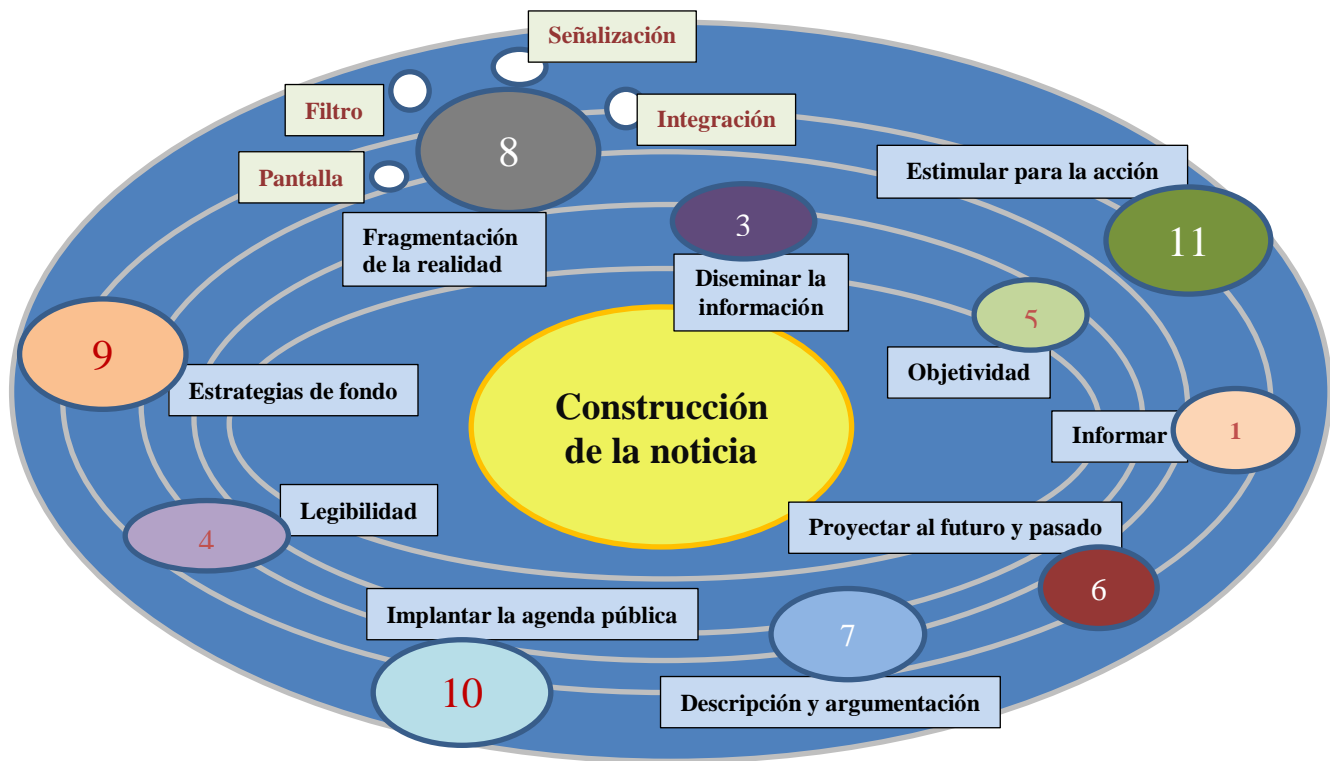 Señalización
Filtro
Integración
8
Pantalla
Estimular para la acción
3
11
Fragmentación
de la realidad
Diseminar la
información
5
9
Objetividad
Estrategias de fondo
Construcción
de la noticia
Informar
1
Legibilidad
4
Proyectar al futuro y pasado
6
Implantar la agenda pública
7
10
Descripción y argumentación